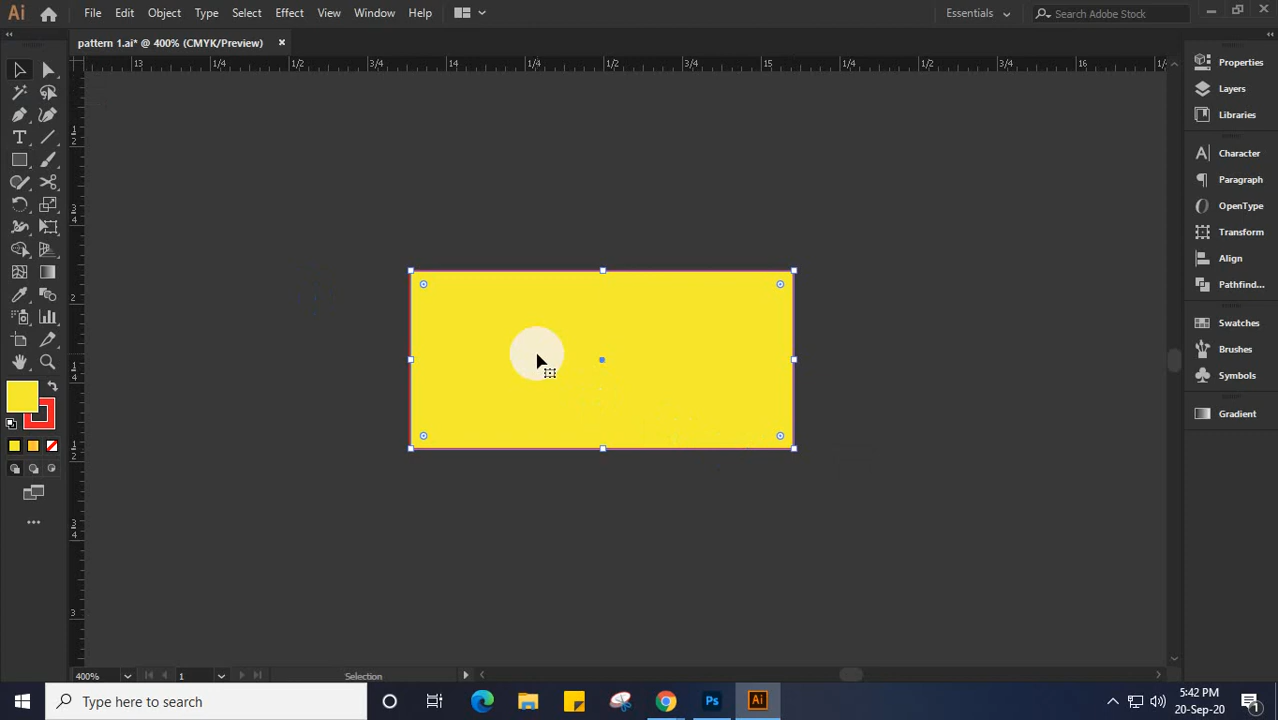 Ai File Edit Object Type Select Effect View Window Help Essentials Search Adobe Stock
pattern 1.ai* @ 400% (CMYK/Preview) ×
13 1/4 1/2 3/4 14 1/4 1/2 3/4 15 1/4 1/2 3/4 16
Properties
Layers
Libraries
Character
Paragraph
OpenType
Transform
Align
Pathfind...
Swatches
Brushes
Symbols
Gradient
400% 1 Selection
Type here to search
Ps
Ai
5:42 PM
20-Sep-20
1